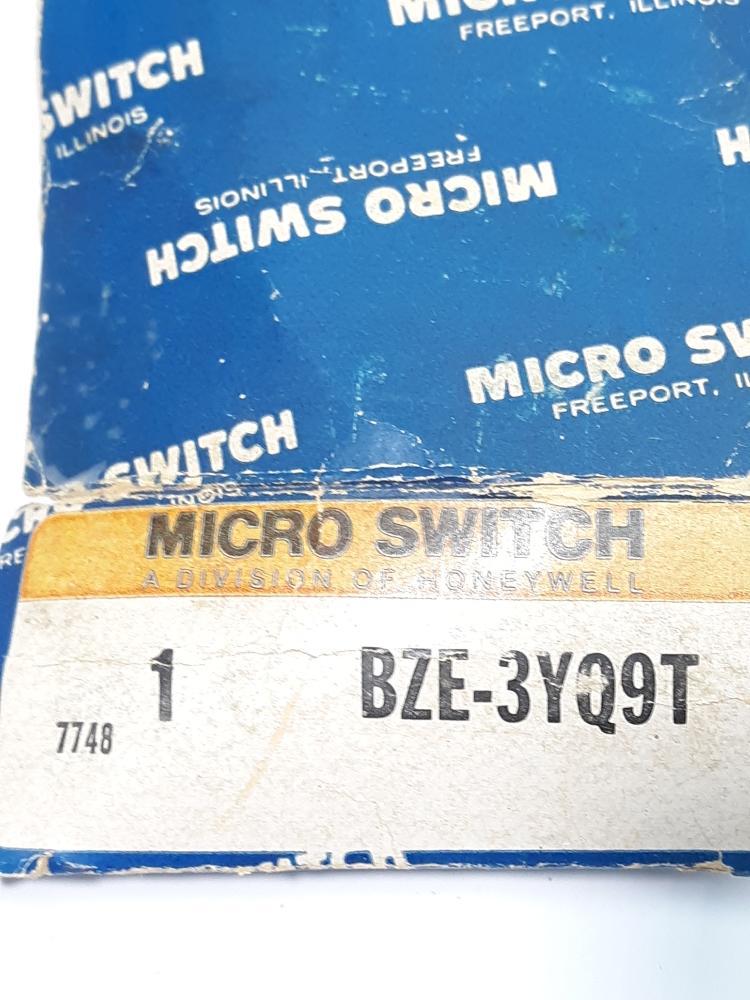 MICRO
FREEPORT, ILLINOIS
SWITCH
ILLINOIS
FREEPORT, ILLINOIS
MICRO SWITCH
MICRO SW
FREEPORT, IL
SWITCH
MICRO SWITCH
A DIVISION OF HONEYWELL
1 BZE-3YQ9T
7748